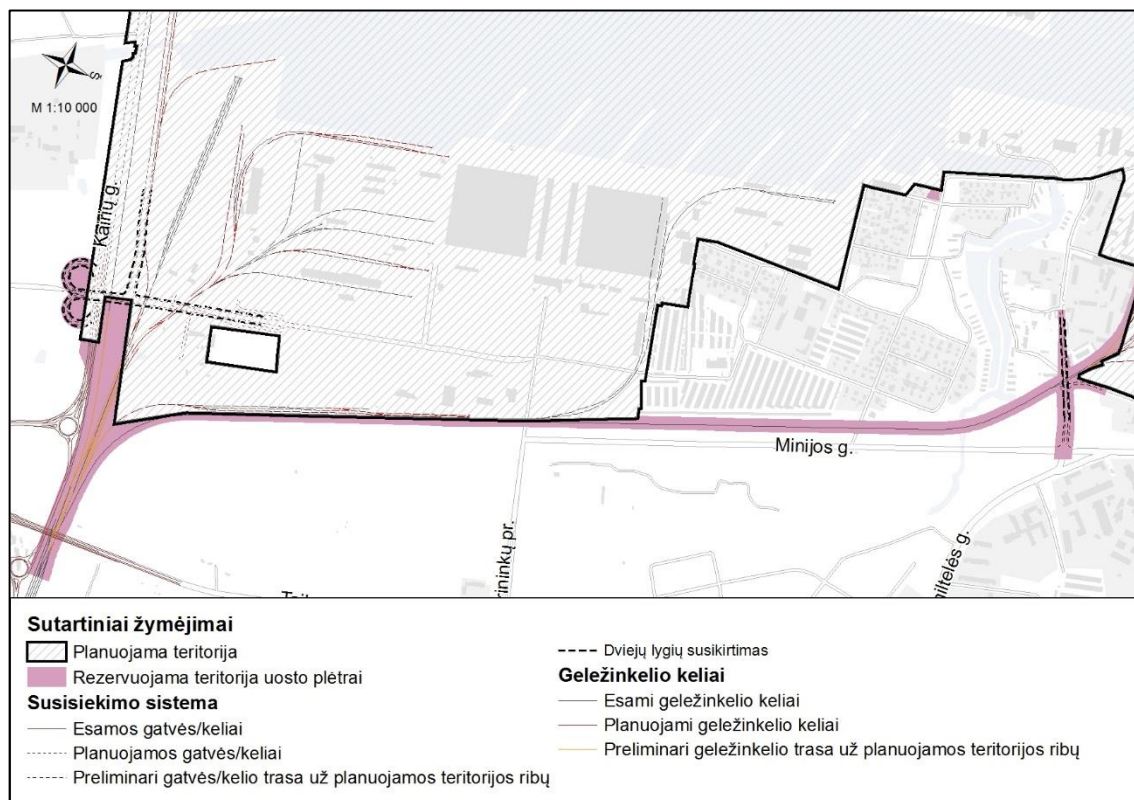 Š
M 1:10 000
Kairių g.
Minijos g.
Sutartiniai žymėjimai
Planuojama teritorija
Rezervuojama teritorija uosto plėtrai
Susisiekimo sistema
Esamos gatvės/keliai
Planuojamos gatvės/keliai
Preliminari gatvės/kelio trasa už planuojamos teritorijos ribų
Dviejų lygių susikirtimas
Geležinkelio keliai
Esami geležinkelio keliai
Planuojami geležinkelio keliai
Preliminari geležinkelio trasa už planuojamos teritorijos ribų